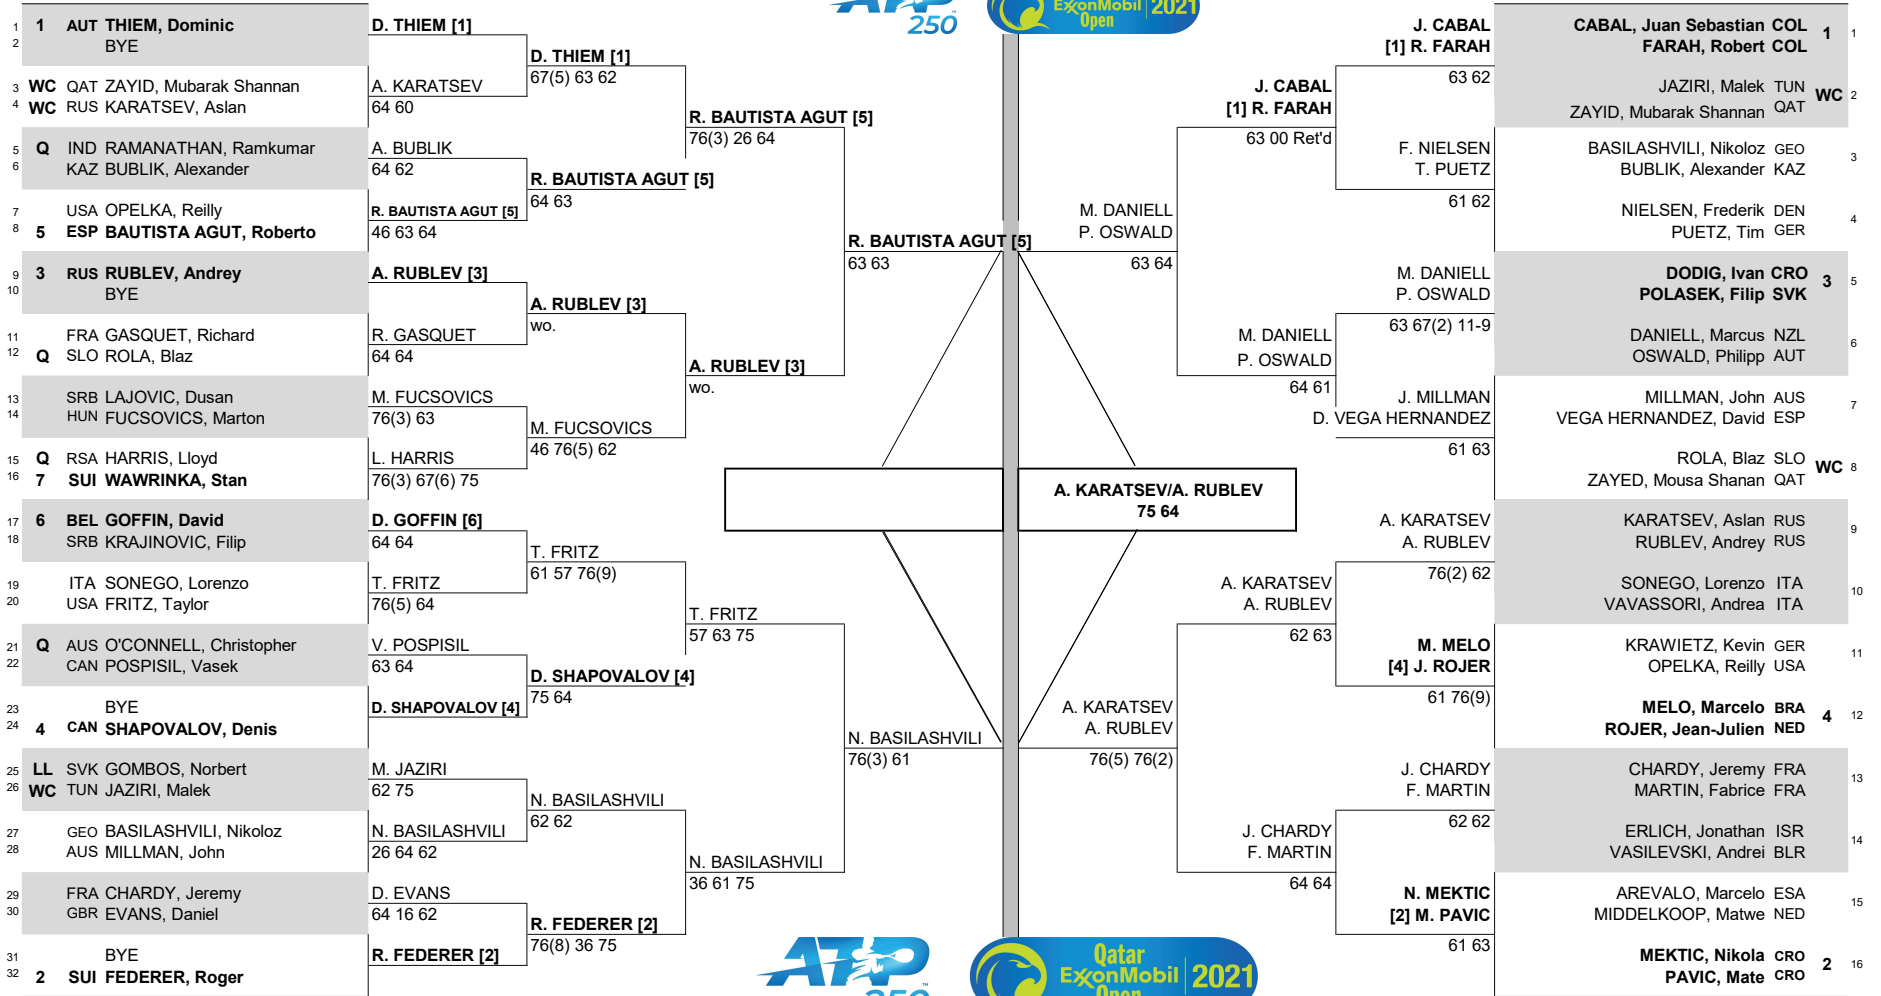 ATP
250
ExxonMobil 2021
Open
1 1 AUT THIEM, Dominic
2 BYE
3 WC QAT ZAYID, Mubarak Shannan
4 WC RUS KARATSEV, Aslan
5 Q IND RAMANATHAN, Ramkumar
6 KAZ BUBLIK, Alexander
7 USA OPELKA, Reilly
8 5 ESP BAUTISTA AGUT, Roberto
9 3 RUS RUBLEV, Andrey
10 BYE
11 FRA GASQUET, Richard
12 Q SLO ROLA, Blaz
13 SRB LAJOVIC, Dusan
14 HUN FUCSOVICS, Marton
15 Q RSA HARRIS, Lloyd
16 7 SUI WAWRINKA, Stan
17 6 BEL GOFFIN, David
18 SRB KRAJINOVIC, Filip
19 ITA SONEGO, Lorenzo
20 USA FRITZ, Taylor
21 Q AUS O'CONNELL, Christopher
22 CAN POSPISIL, Vasek
23 BYE
24 4 CAN SHAPOVALOV, Denis
25 LL SVK GOMBOS, Norbert
26 WC TUN JAZIRI, Malek
27 GEO BASILASHVILI, Nikoloz
28 AUS MILLMAN, John
29 FRA CHARDY, Jeremy
30 GBR EVANS, Daniel
31 BYE
32 2 SUI FEDERER, Roger
D. THIEM [1]
A. KARATSEV
64 60
A. BUBLIK
64 62
R. BAUTISTA AGUT [5]
46 63 64
A. RUBLEV [3]
R. GASQUET
64 64
M. FUCSOVICS
76(3) 63
L. HARRIS
76(3) 67(6) 75
D. GOFFIN [6]
64 64
T. FRITZ
76(5) 64
V. POSPISIL
63 64
D. SHAPOVALOV [4]
M. JAZIRI
62 75
N. BASILASHVILI
26 64 62
D. EVANS
64 16 62
R. FEDERER [2]
D. THIEM [1]
67(5) 63 62
R. BAUTISTA AGUT [5]
64 63
A. RUBLEV [3]
wo.
M. FUCSOVICS
46 76(5) 62
T. FRITZ
61 57 76(9)
D. SHAPOVALOV [4]
75 64
N. BASILASHVILI
62 62
R. FEDERER [2]
76(8) 36 75
R. BAUTISTA AGUT [5]
76(3) 26 64
A. RUBLEV [3]
wo.
T. FRITZ
57 63 75
N. BASILASHVILI
36 61 75
R. BAUTISTA AGUT [5]
63 63
N. BASILASHVILI
76(3) 61
A. KARATSEV/A. RUBLEV
75 64
M. DANIELL
P. OSWALD
63 64
A. KARATSEV
A. RUBLEV
76(5) 76(2)
J. CABAL
[1] R. FARAH
63 00 Ret'd
M. DANIELL
P. OSWALD
64 61
A. KARATSEV
A. RUBLEV
62 63
J. CHARDY
F. MARTIN
64 64
J. CABAL
[1] R. FARAH
63 62
F. NIELSEN
T. PUETZ
61 62
M. DANIELL
P. OSWALD
63 67(2) 11-9
J. MILLMAN
D. VEGA HERNANDEZ
61 63
A. KARATSEV
A. RUBLEV
76(2) 62
M. MELO
[4] J. ROJER
61 76(9)
J. CHARDY
F. MARTIN
62 62
N. MEKTIC
[2] M. PAVIC
61 63
CABAL, Juan Sebastian COL 1 1
FARAH, Robert COL
JAZIRI, Malek TUN WC 2
ZAYID, Mubarak Shannan QAT
BASILASHVILI, Nikoloz GEO 3
BUBLIK, Alexander KAZ
NIELSEN, Frederik DEN 4
PUETZ, Tim GER
DODIG, Ivan CRO 3 5
POLASEK, Filip SVK
DANIELL, Marcus NZL 6
OSWALD, Philipp AUT
MILLMAN, John AUS 7
VEGA HERNANDEZ, David ESP
ROLA, Blaz SLO WC 8
ZAYED, Mousa Shanan QAT
KARATSEV, Aslan RUS 9
RUBLEV, Andrey RUS
SONEGO, Lorenzo ITA 10
VAVASSORI, Andrea ITA
KRAWIETZ, Kevin GER 11
OPELKA, Reilly USA
MELO, Marcelo BRA 4 12
ROJER, Jean-Julien NED
CHARDY, Jeremy FRA 13
MARTIN, Fabrice FRA
ERLICH, Jonathan ISR 14
VASILEVSKI, Andrei BLR
AREVALO, Marcelo ESA 15
MIDDELKOOP, Matwe NED
MEKTIC, Nikola CRO 2 16
PAVIC, Mate CRO
ATP
250
Qatar
ExxonMobil 2021
Open